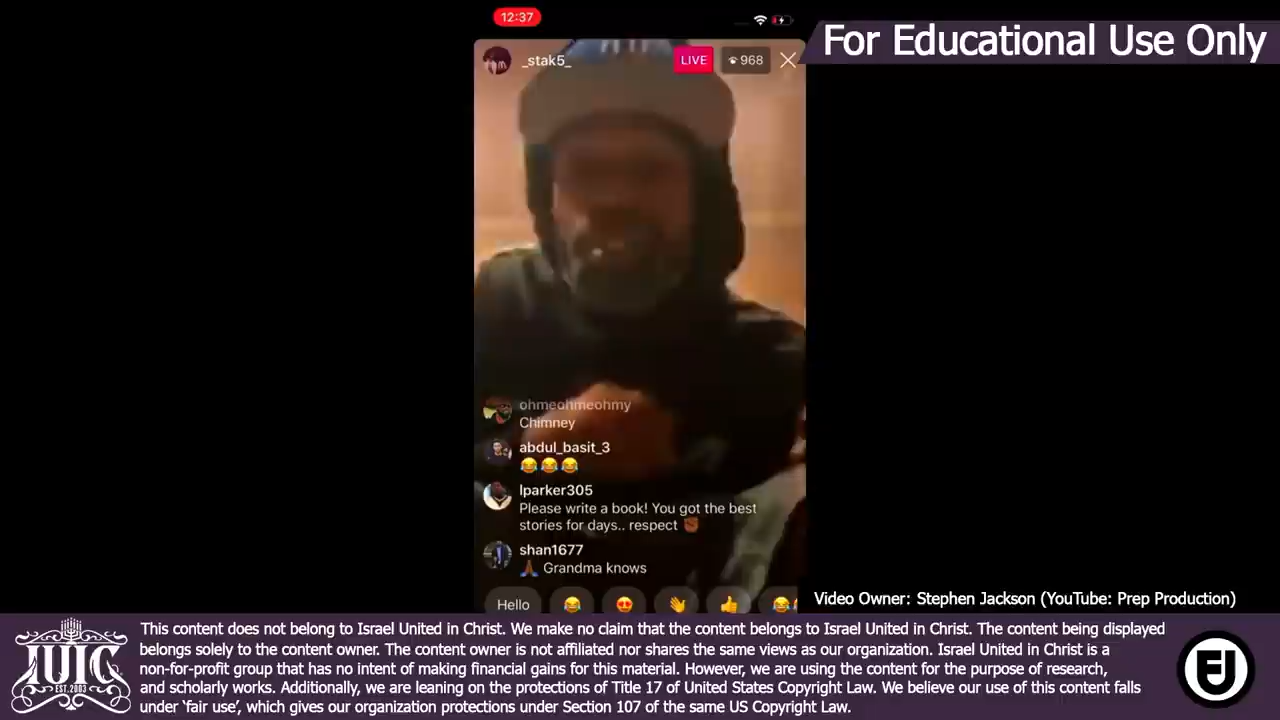 12:37
For Educational Use Only
_stak5_
LIVE
968
ohmeohmeohmy
Chimney
abdul_basit_3
😂😂😂
lparker305
Please write a book! You got the best
stories for days.. respect ✊🏾
shan1677
🙏🏾 Grandma knows
Hello 😂 😍 👋 👍 😂
Video Owner: Stephen Jackson (YouTube: Prep Production)
This content does not belong to Israel United in Christ. We make no claim that the content belongs to Israel United in Christ. The content being displayed
belongs solely to the content owner. The content owner is not affiliated nor shares the same views as our organization. Israel United in Christ is a
non-for-profit group that has no intent of making financial gains for this material. However, we are using the content for the purpose of research,
and scholarly works. Additionally, we are leaning on the protections of Title 17 of United States Copyright Law. We believe our use of this content falls
under 'fair use', which gives our organization protections under Section 107 of the same US Copyright Law.
IUIC
EST.2003